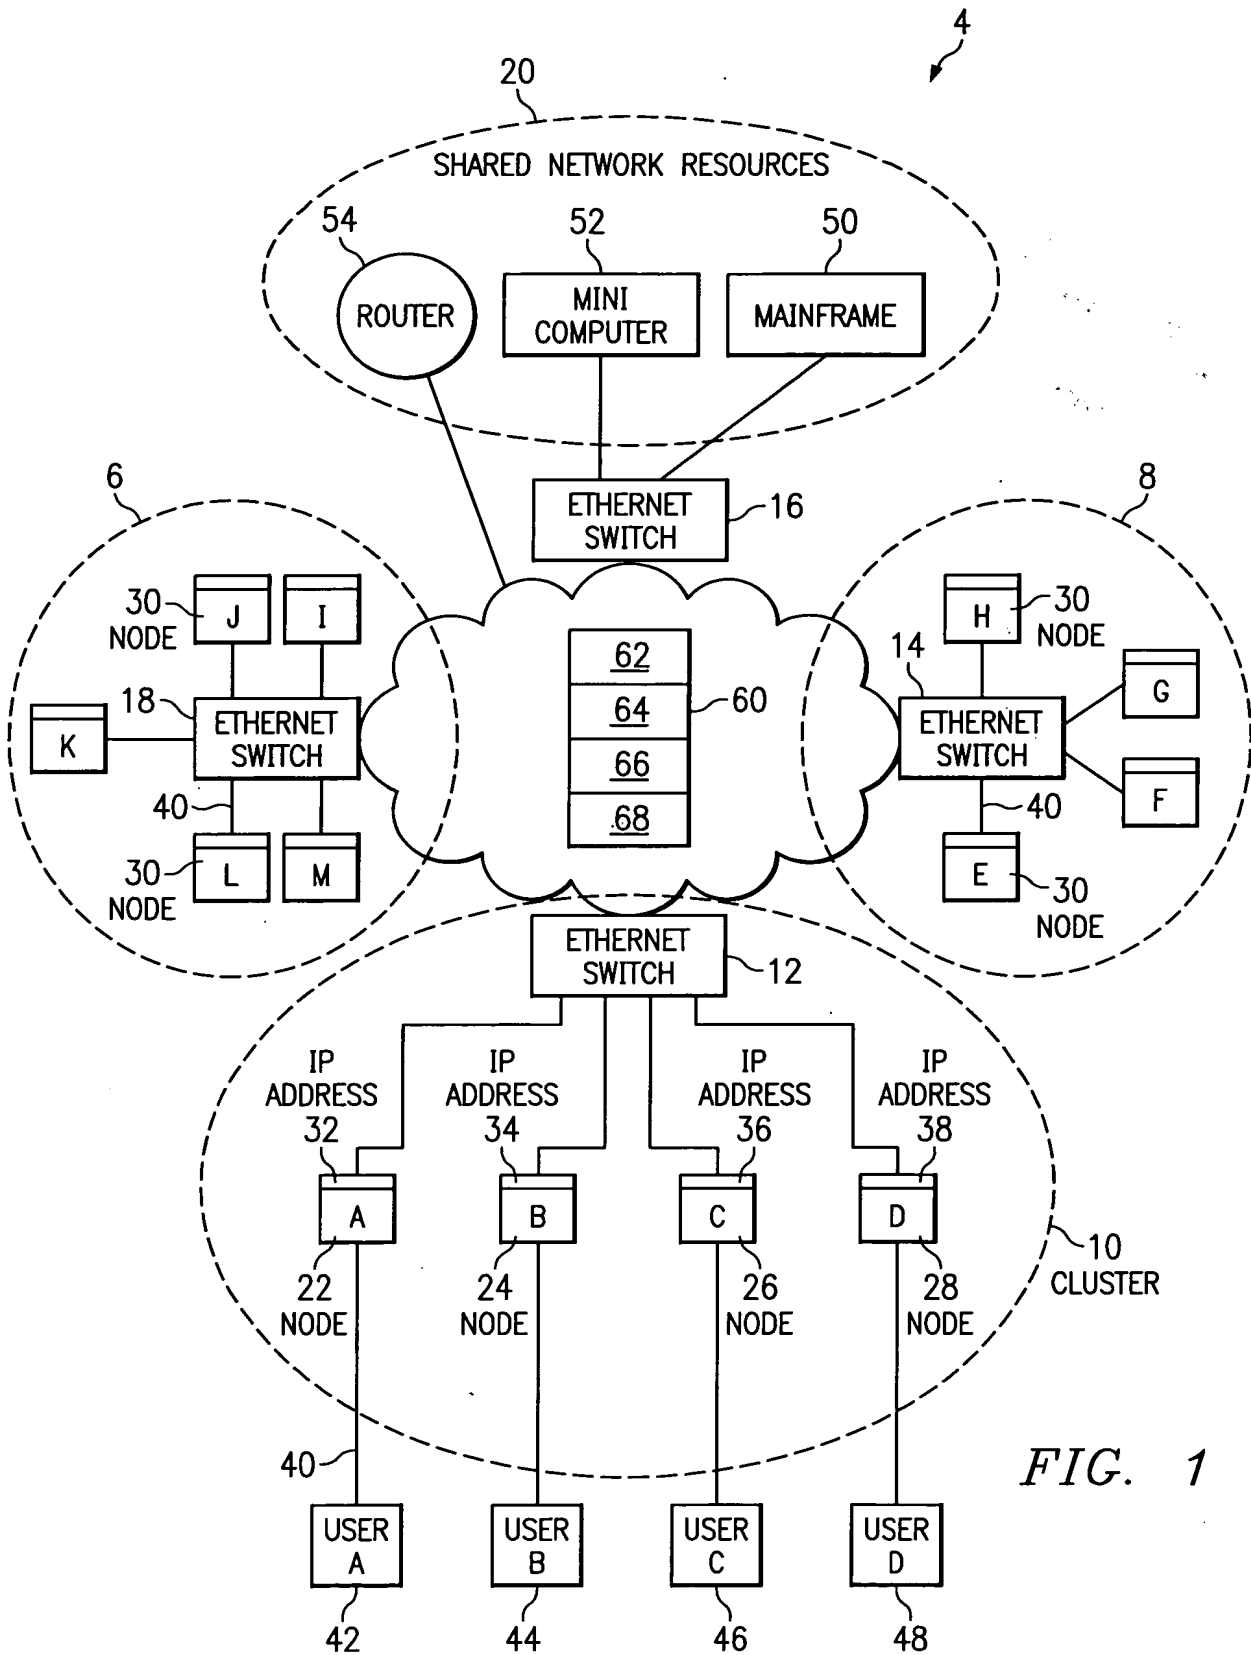 4
20
SHARED NETWORK RESOURCES
54
52
50
ROUTER
MINI
COMPUTER
MAINFRAME
6
8
ETHERNET
SWITCH
16
30
NODE
J
I
H
30
NODE
62
64
66
68
60
18
K
ETHERNET
SWITCH
14
ETHERNET
SWITCH
G
F
40
40
30
NODE
L
M
E
30
NODE
ETHERNET
SWITCH
12
IP
ADDRESS
32
IP
ADDRESS
34
IP
ADDRESS
36
IP
ADDRESS
38
A
B
C
D
22
NODE
24
NODE
26
NODE
28
NODE
10
CLUSTER
40
FIG. 1
USER
A
USER
B
USER
C
USER
D
42
44
46
48